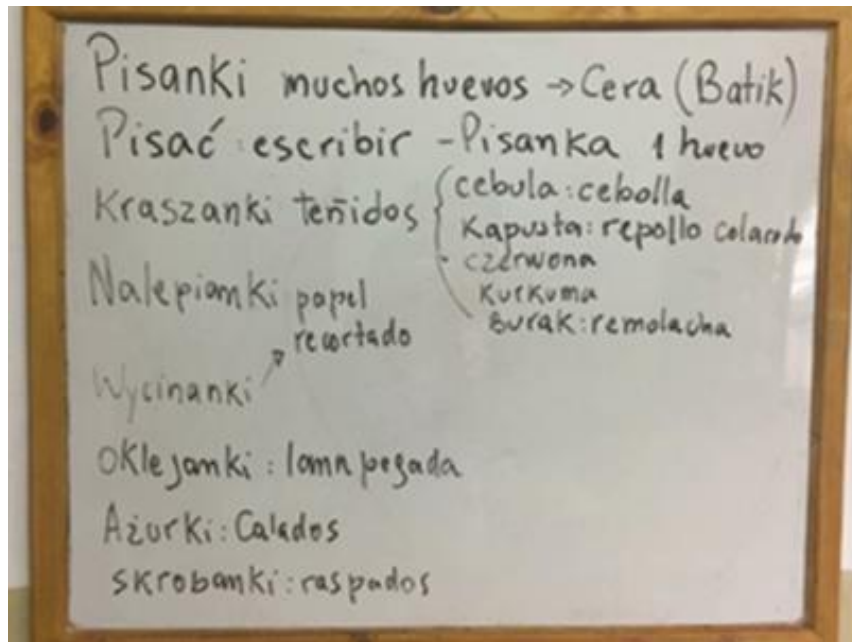 Pisanki muchos huevos → Cera (Batik)
Pisać : escribir - Pisanka 1 huevo
Kraszanki teñidos { cebula : cebolla
Kapusta : repollo colorado
czerwona
Kurkuma
Burak : remolacha
Nalepianki papel
recortado
Wycinanki
Oklejanki : lana pegada
Ażurki : Calados
Skrobanki : raspados